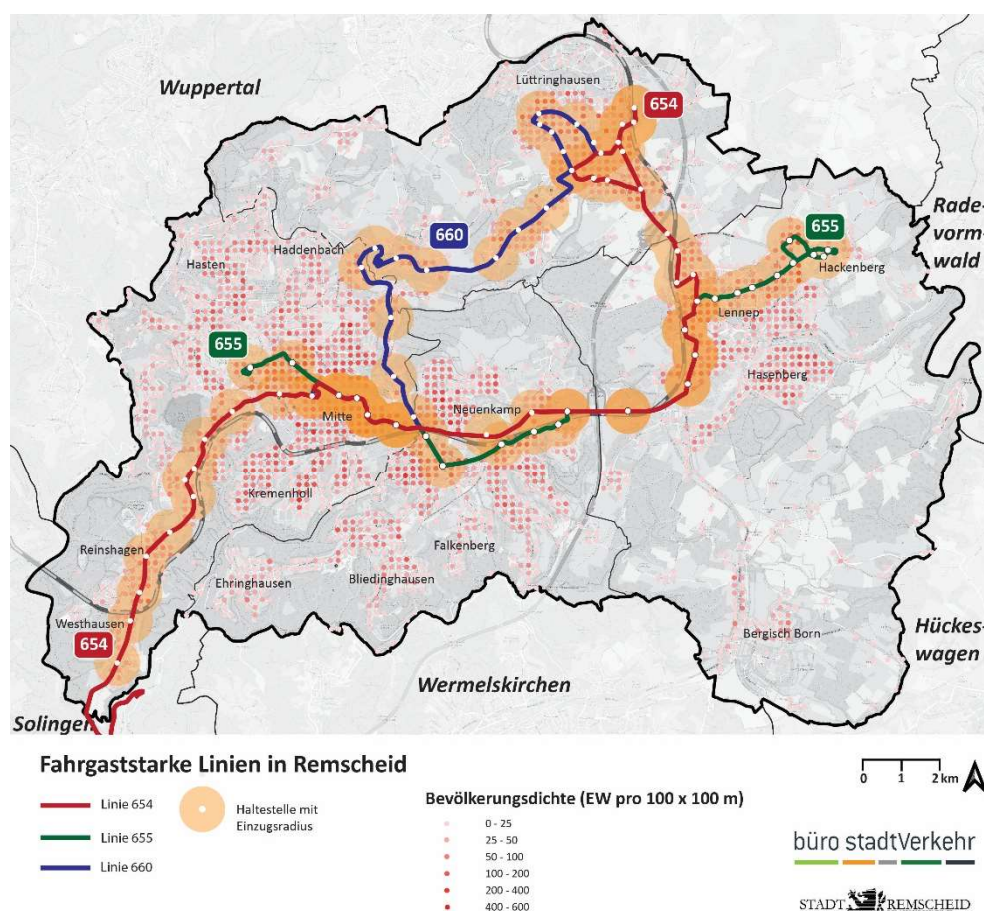 Wuppertal
Lüttringhausen
654
Rade-
vorm-
wald
655
660
Haddenbach
Hasten
Hackenberg
Lennep
655
Hasenberg
Neuenkamp
Mitte
Kremenholl
Reinshagen
Falkenberg
Ehringhausen
Bliedinghausen
Westhausen
654
Bergisch Born
Hückes-
wagen
Wermelskirchen
Solingen
Fahrgaststarke Linien in Remscheid
Linie 654
Linie 655
Linie 660
Haltestelle mit
Einzugsradius
Bevölkerungsdichte (EW pro 100 x 100 m)
0 - 25
25 - 50
50 - 100
100 - 200
200 - 400
400 - 600
0 1 2 km
büro stadtVerkehr
STADT REMSCHEID